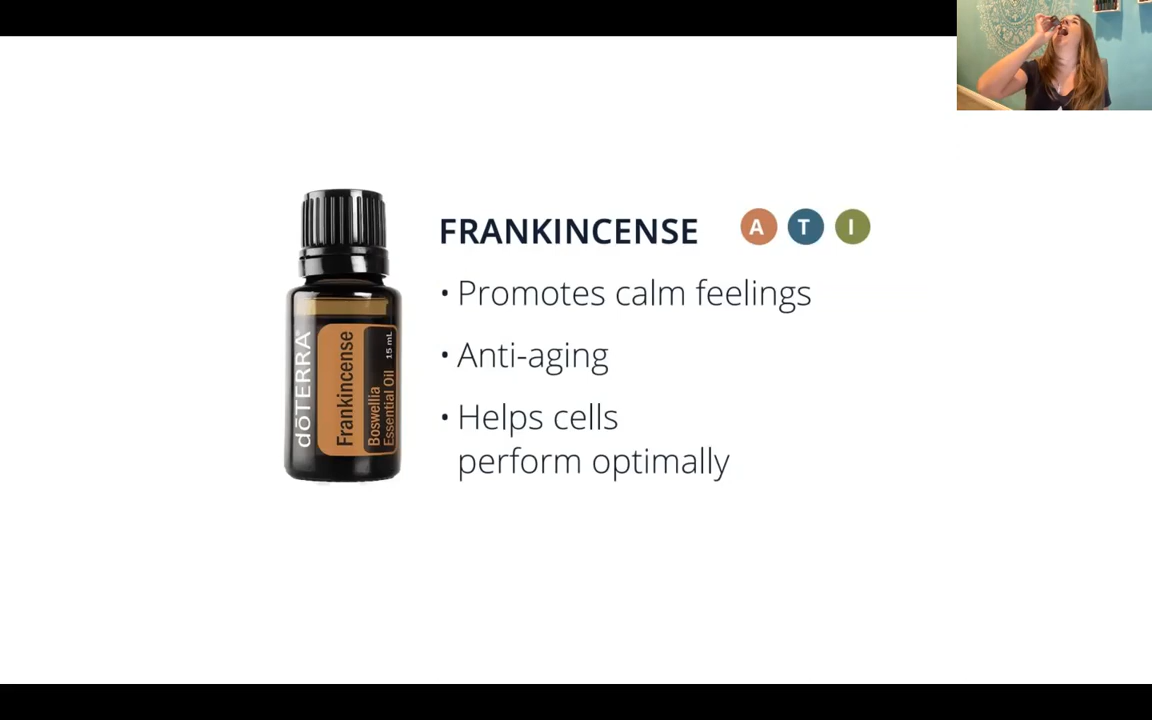 FRANKINCENSE A T I
• Promotes calm feelings
• Anti-aging
• Helps cells
perform optimally
dōTERRA®
Frankincense
Boswellia
Essential Oil 15 mL